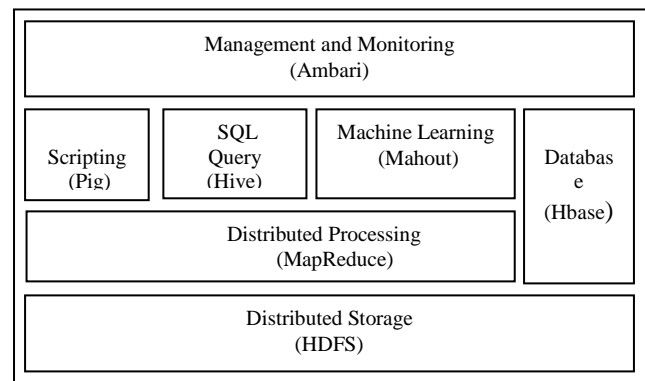 Management and Monitoring
(Ambari)
Scripting
(Pig)
SQL
Query
(Hive)
Machine Learning
(Mahout)
Databas
e
(Hbase)
Distributed Processing
(MapReduce)
Distributed Storage
(HDFS)